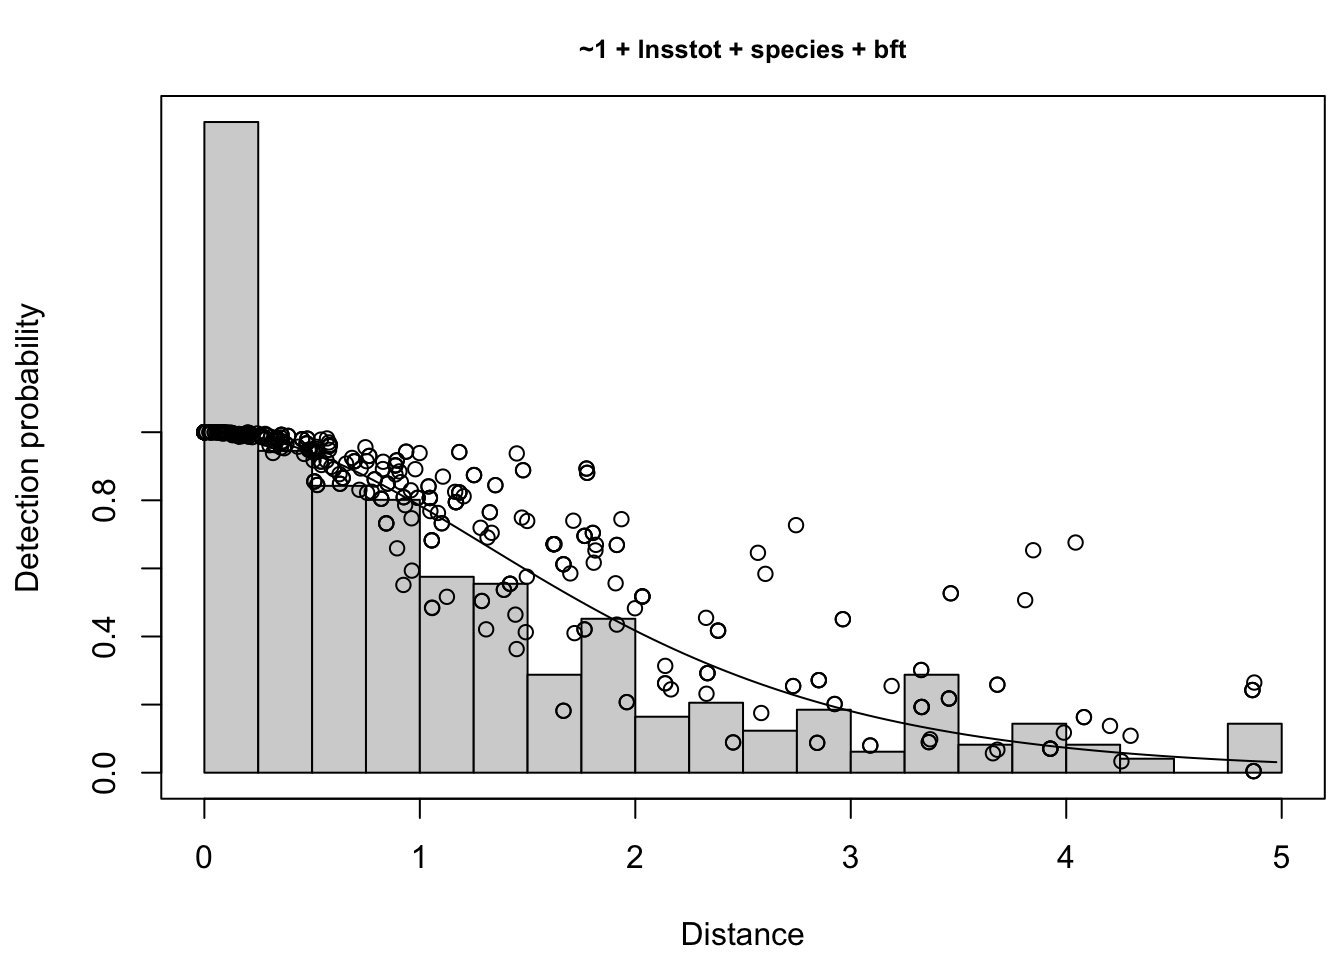 ~1 + lnsstot + species + bft
Detection probability
0.8
0.4
0.0
0 1 2 3 4 5
Distance